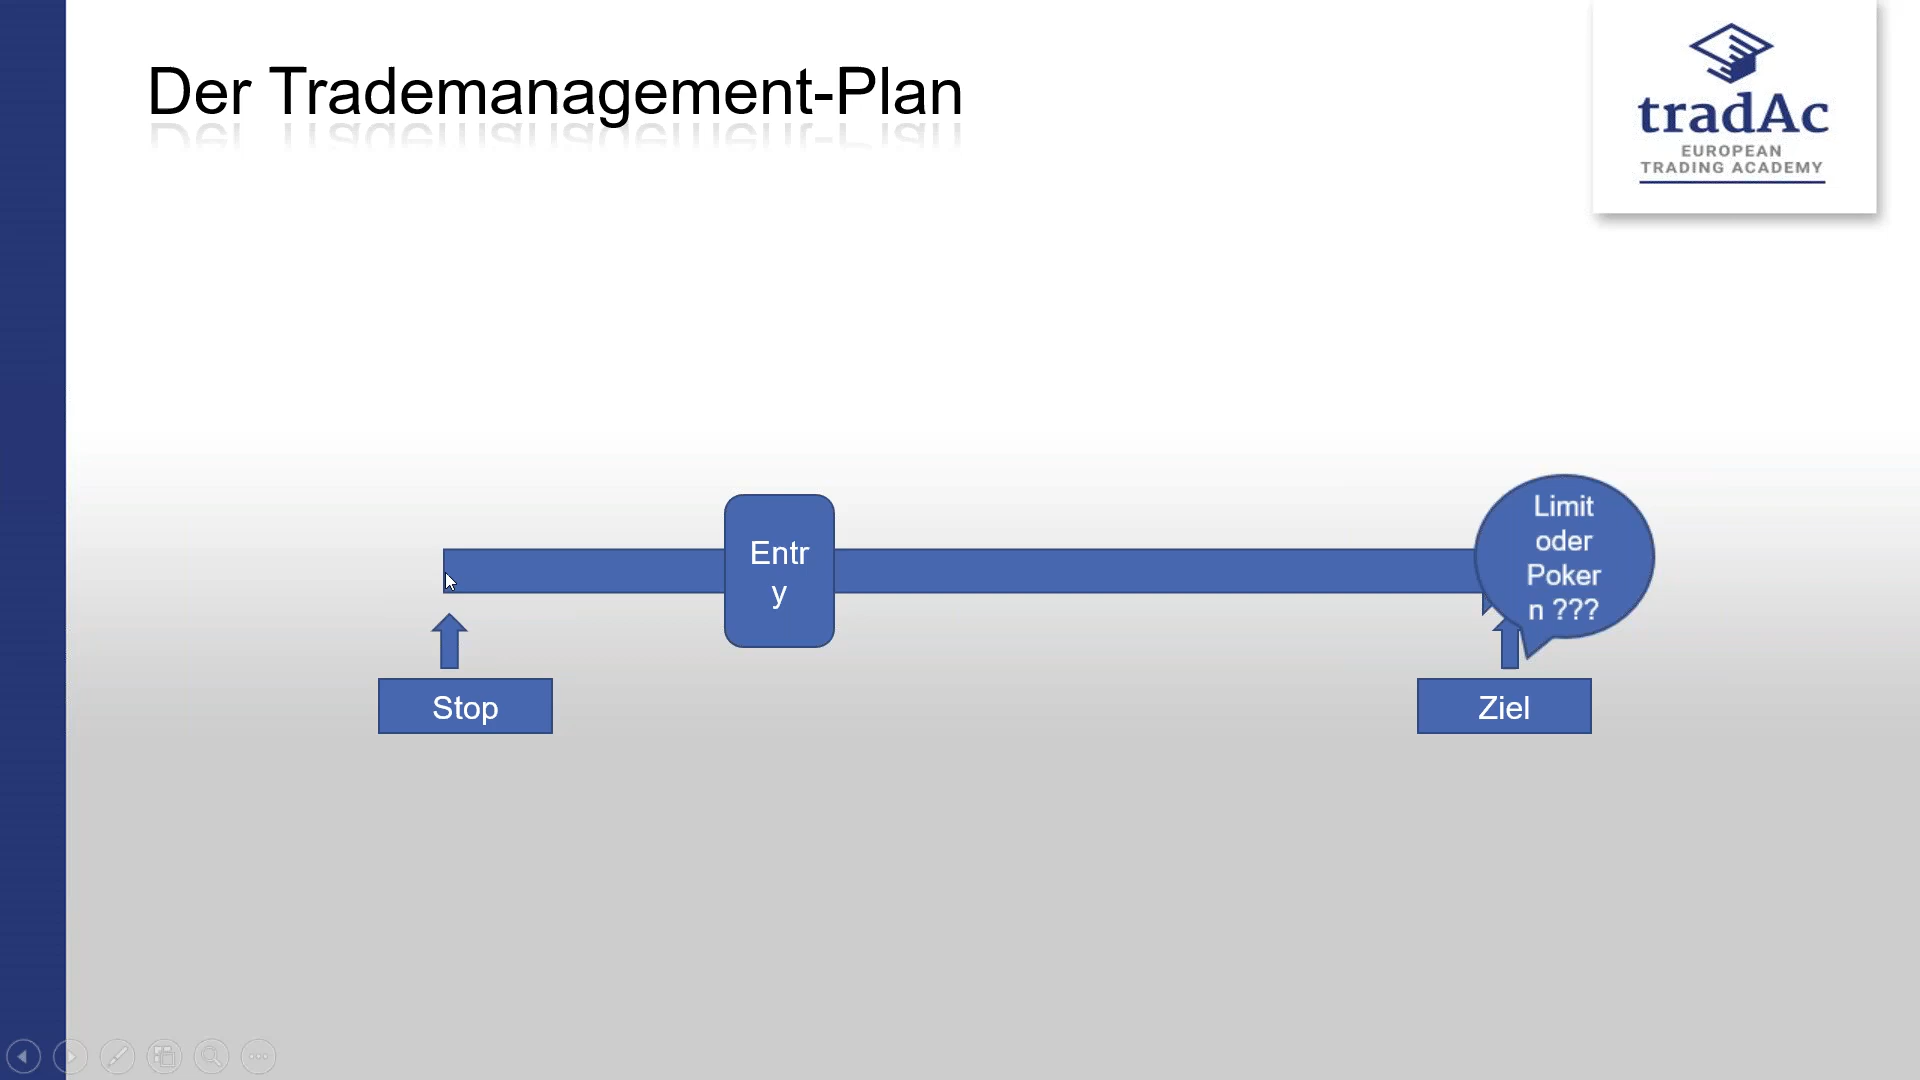 Der Trademanagement-Plan
tradAc
EUROPEAN
TRADING ACADEMY
Entr
y
Limit
oder
Poker
n ???
Stop
Ziel